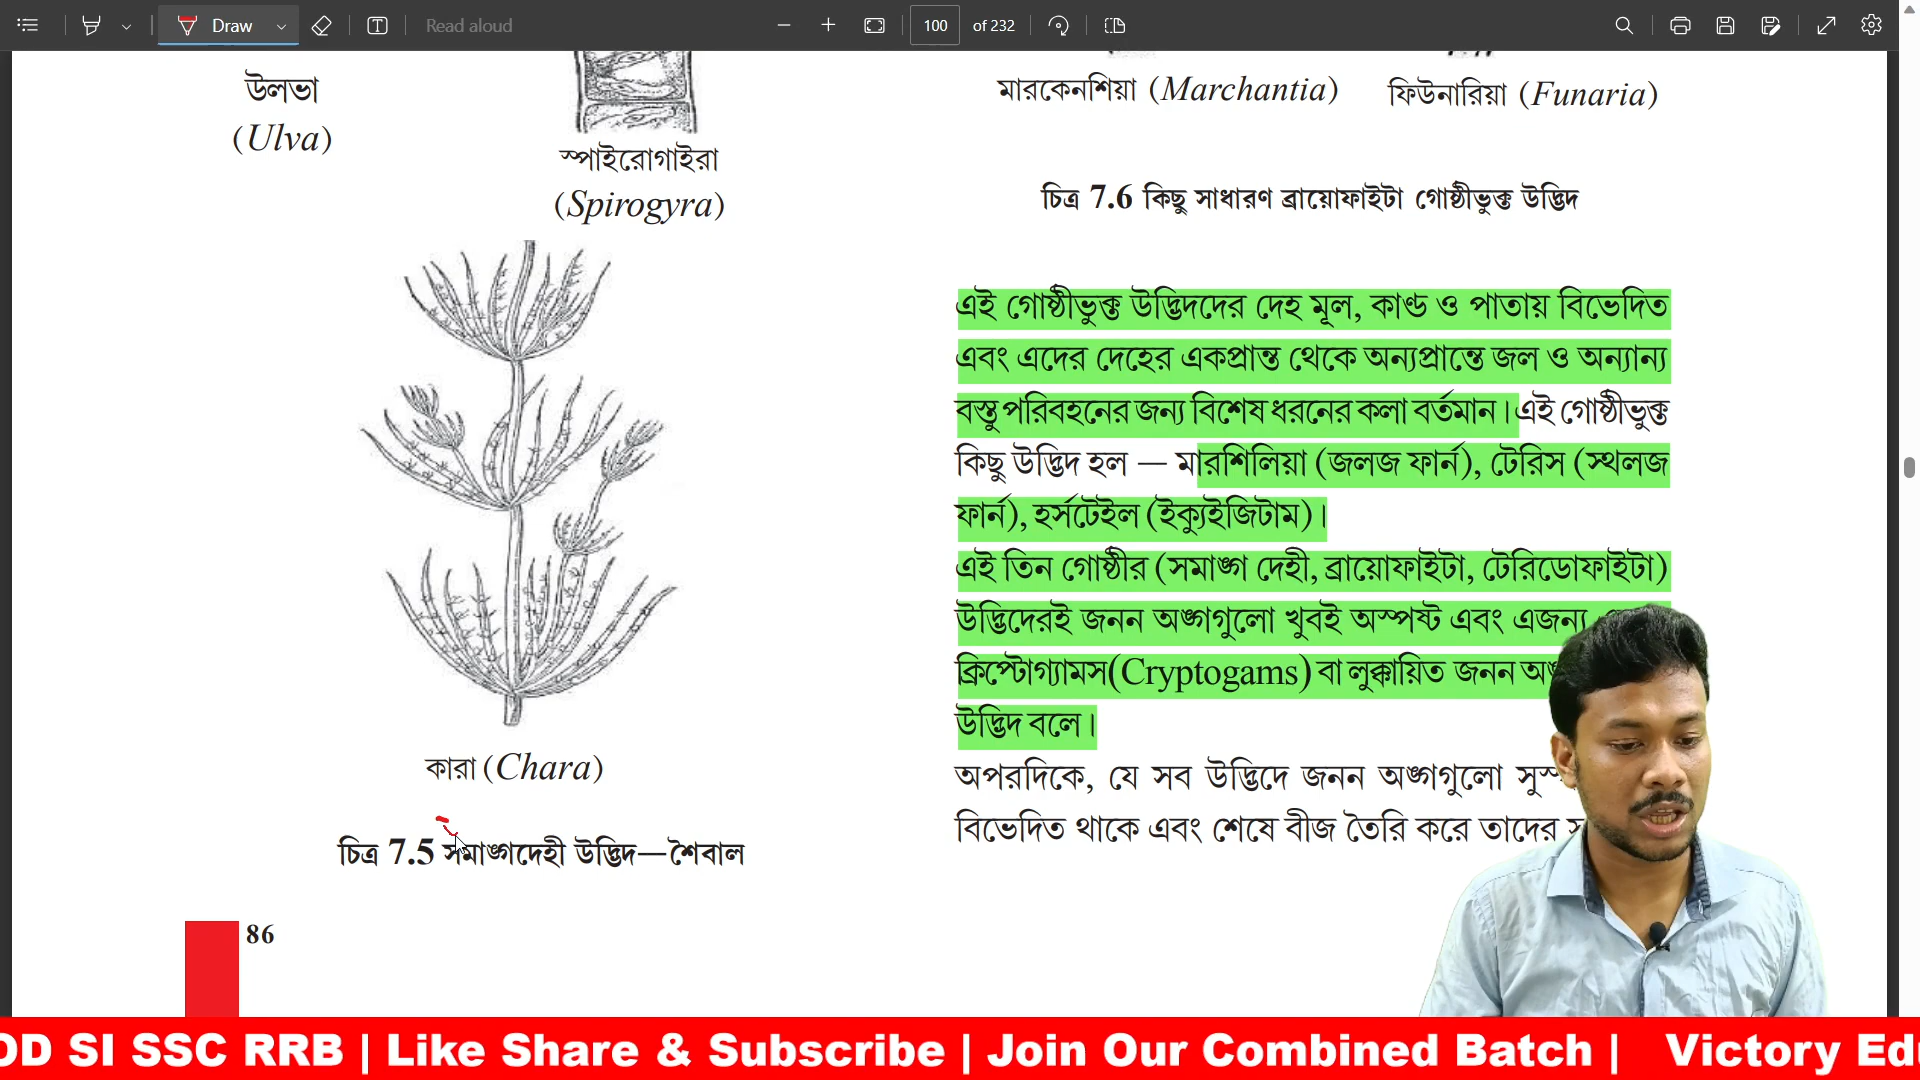 Draw
Read aloud
100 of 232
উলভা
(Ulva)
স্পাইরোগাইরা
(Spirogyra)
কারা (Chara)
চিত্র 7.5 সমাঙ্গদেহী উদ্ভিদ—শৈবাল
86
মারকেনশিয়া (Marchantia)
ফিউনারিয়া (Funaria)
চিত্র 7.6 কিছু সাধারণ ব্রায়োফাইটা গোষ্ঠীভুক্ত উদ্ভিদ
এই গোষ্ঠীভুক্ত উদ্ভিদদের দেহ মূল, কাণ্ড ও পাতায় বিভেদিত
এবং এদের দেহের একপ্রান্ত থেকে অন্যপ্রান্তে জল ও অন্যান্য
বস্তু পরিবহনের জন্য বিশেষ ধরনের কলা বর্তমান। এই গোষ্ঠীভুক্ত
কিছু উদ্ভিদ হল — মারশিলিয়া (জলজ ফার্ন), টেরিস (স্থলজ
ফার্ন), হর্সটেইল (ইক্যুইজিটাম)।
এই তিন গোষ্ঠীর (সমাঙ্গ দেহী, ব্রায়োফাইটা, টেরিডোফাইটা)
উদ্ভিদেরই জনন অঙ্গগুলো খুবই অস্পষ্ট এবং এজন্য
ক্রিপ্টোগ্যামস(Cryptogams) বা লুক্কায়িত জনন
উদ্ভিদ বলে।
অপরদিকে, যে সব উদ্ভিদে জনন অঙ্গগুলো
বিভেদিত থাকে এবং শেষে বীজ তৈরি করে তাদের
OD SI SSC RRB | Like Share & Subscribe | Join Our Combined Batch | Victory